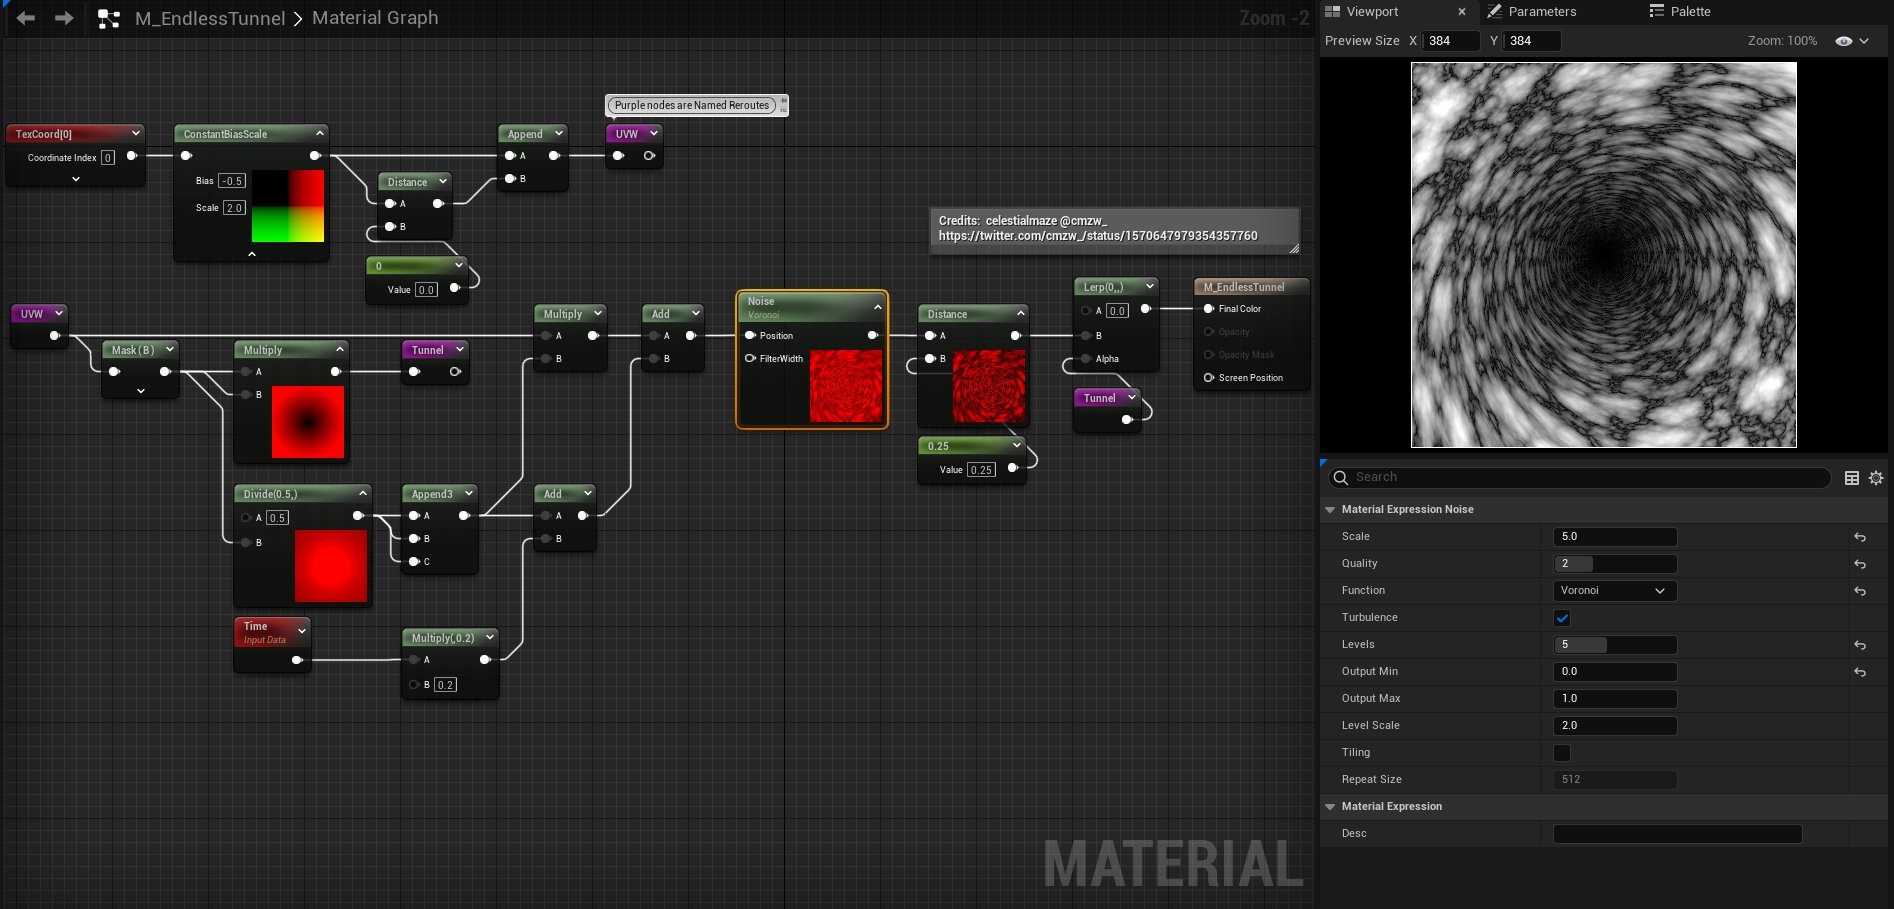 M_EndlessTunnel > Material Graph
Zoom -2
Purple nodes are Named Reroutes
TexCoord[0]
Coordinate Index 0
ConstantBiasScale
Bias -0.5
Scale 2.0
Distance
A
B
0
Value 0.0
Append
A
B
UVW
Credits: celestialmaze @cmzw_
https://twitter.com/cmzw_/status/1570647979354357760
UVW
Mask ( B )
Multiply
A
B
Tunnel
Divide(0.5,)
A 0.5
B
Append3
A
B
C
Time
Input Data
Multiply(,0.2)
A
B 0.2
Add
A
B
Multiply
A
B
Add
A
B
Noise
Voronoi
Position
FilterWidth
Distance
A
B
0.25
Value 0.25
Lerp(0,,)
A 0.0
B
Alpha
Tunnel
M_EndlessTunnel
Final Color
Opacity
Opacity Mask
Screen Position
MATERIAL
Viewport
Parameters
Palette
Preview Size X 384 Y 384
Zoom: 100%
Search
Material Expression Noise
Scale 5.0
Quality 2
Function Voronoi
Turbulence
Levels 5
Output Min 0.0
Output Max 1.0
Level Scale 2.0
Tiling
Repeat Size 512
Material Expression
Desc